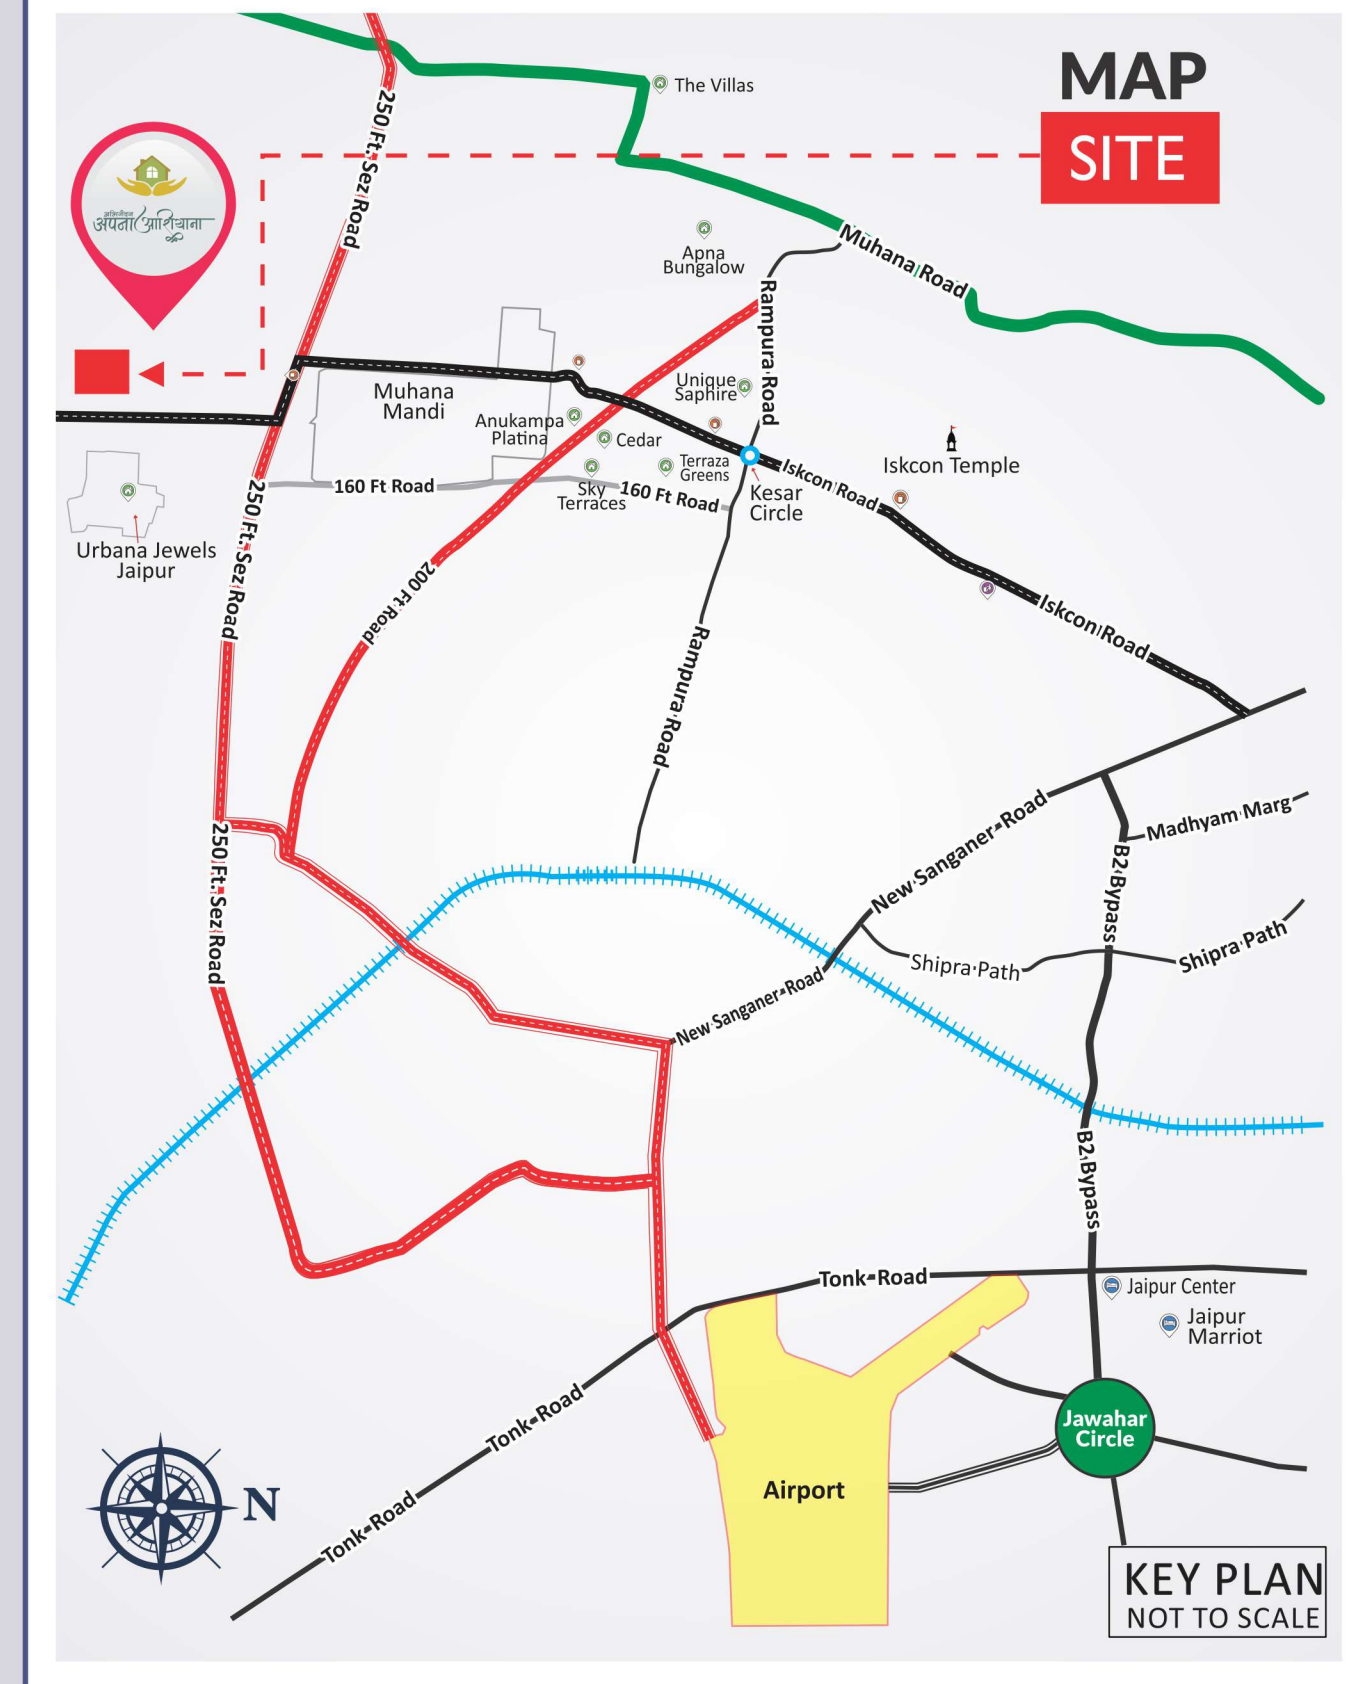 MAP
SITE
The Villas
250 Ft. Sez Road
अपना आशियाना
Apna
Bungalow
Muhana Road
Rampura Road
Muhana
Mandi
Unique
Saphire
Anukampa
Platina
Cedar
Iskcon Temple
Terraza
Greens
Iskcon Road
160 Ft Road
Sky
Terraces
160 Ft Road
Kesar
Circle
250 Ft. Sez Road
Urbana Jewels
Jaipur
200 Ft Road
Iskcon Road
Rampura Road
New Sanganer Road
Madhyam Marg
250 Ft. Sez Road
B2 Bypass
Shipra Path
Shipra Path
New Sanganer Road
B2 Bypass
Tonk Road
Jaipur Center
Jaipur
Marriot
Tonk Road
Jawahar
Circle
Airport
N
Tonk Road
KEY PLAN
NOT TO SCALE